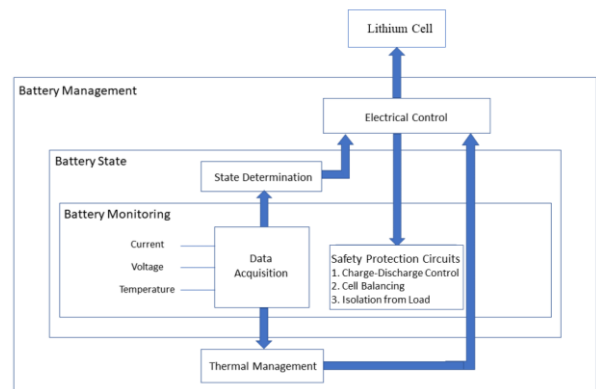 Lithium Cell
Battery Management
Electrical Control
Battery State
State Determination
Battery Monitoring
Current
Voltage
Temperature
Data
Acquisition
Safety Protection Circuits
1. Charge-Discharge Control
2. Cell Balancing
3. Isolation from Load
Thermal Management